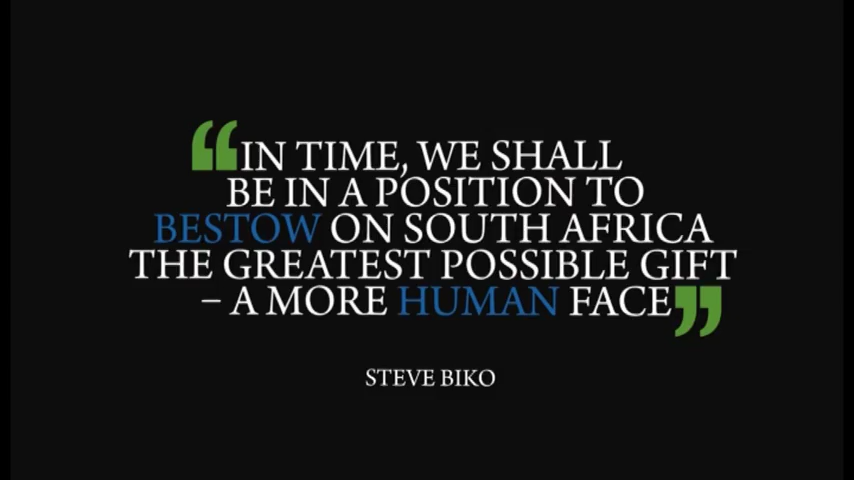 “IN TIME, WE SHALL
BE IN A POSITION TO
BESTOW ON SOUTH AFRICA
THE GREATEST POSSIBLE GIFT
– A MORE HUMAN FACE”
STEVE BIKO